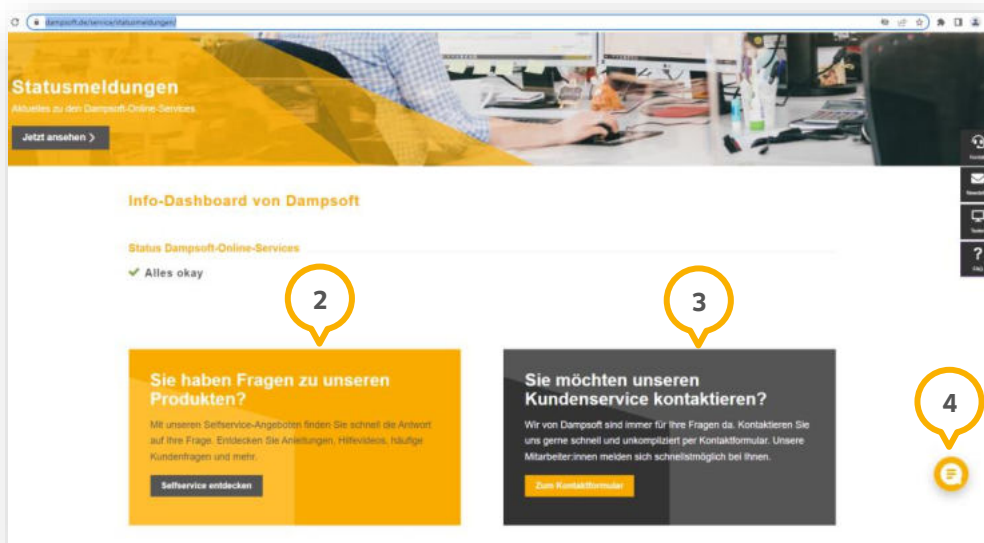 dampsoft.de/service/statusmeldungen/
Statusmeldungen
Aktuelles zu den Dampsoft-Online-Services
Jetzt ansehen
Kontakt
Newsletter
Testen
?
FAQ
Info-Dashboard von Dampsoft
Status Dampsoft-Online-Services
Alles okay
2
3
4
Sie haben Fragen zu unseren
Produkten?
Mit unseren Selfservice-Angeboten finden Sie schnell die Antwort
auf Ihre Frage. Entdecken Sie Anleitungen, Hilfevideos, häufige
Kundenfragen und mehr.
Selfservice entdecken
Sie möchten unseren
Kundenservice kontaktieren?
Wir von Dampsoft sind immer für Ihre Fragen da. Kontaktieren Sie
uns gerne schnell und unkompliziert per Kontaktformular. Unsere
Mitarbeiter:innen melden sich schnellstmöglich bei Ihnen.
Zum Kontaktformular